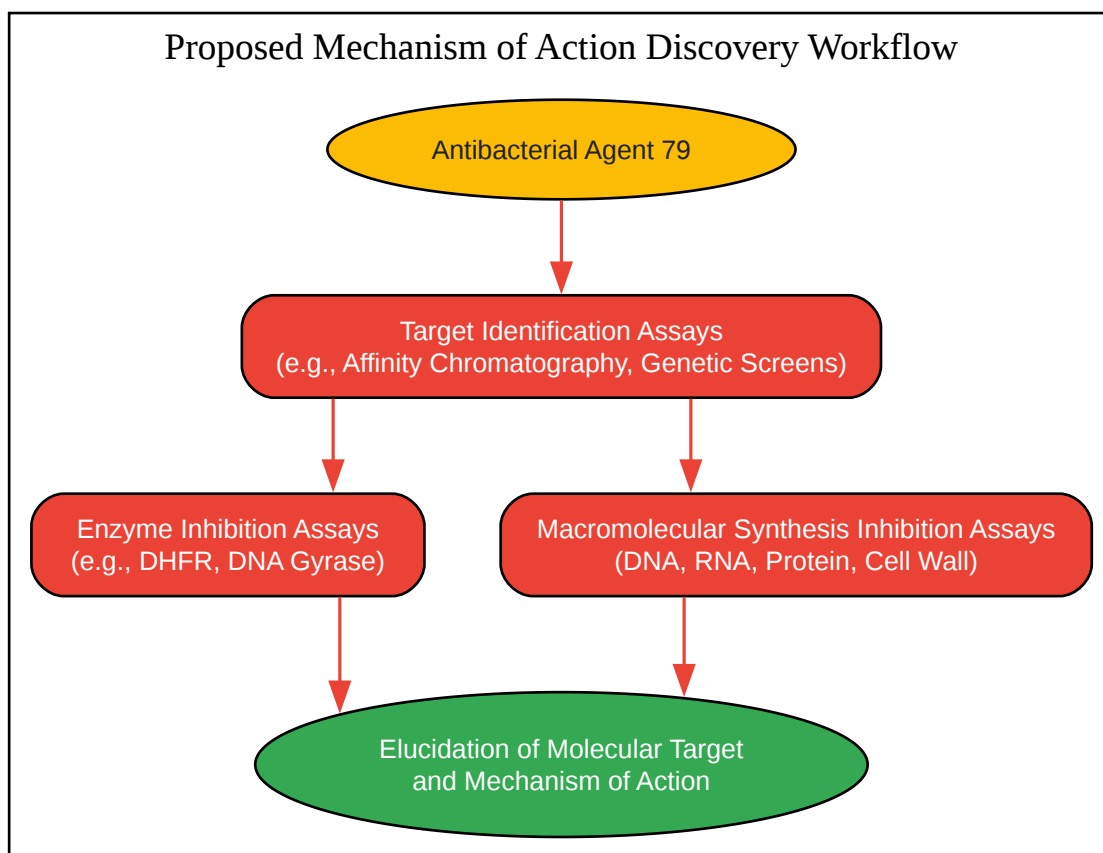 Proposed Mechanism of Action Discovery Workflow
Antibacterial Agent 79
Target Identification Assays
(e.g., Affinity Chromatography, Genetic Screens)
Enzyme Inhibition Assays
(e.g., DHFR, DNA Gyrase)
Macromolecular Synthesis Inhibition Assays
(DNA, RNA, Protein, Cell Wall)
Elucidation of Molecular Target
and Mechanism of Action